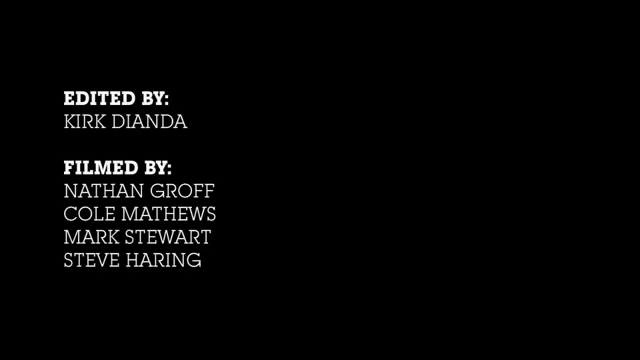 EDITED BY:
KIRK DIANDA
FILMED BY:
NATHAN GROFF
COLE MATHEWS
MARK STEWART
STEVE HARING